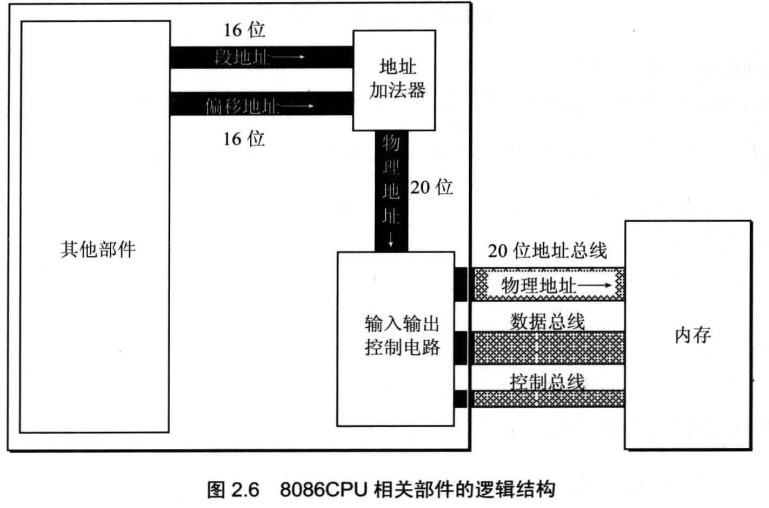 16 位
段地址
地址
加法器
偏移地址
16 位
物理地址
20 位
其他部件
20 位地址总线
物理地址
输入输出
控制电路
数据总线
内存
控制总线
图 2.6 8086CPU 相关部件的逻辑结构